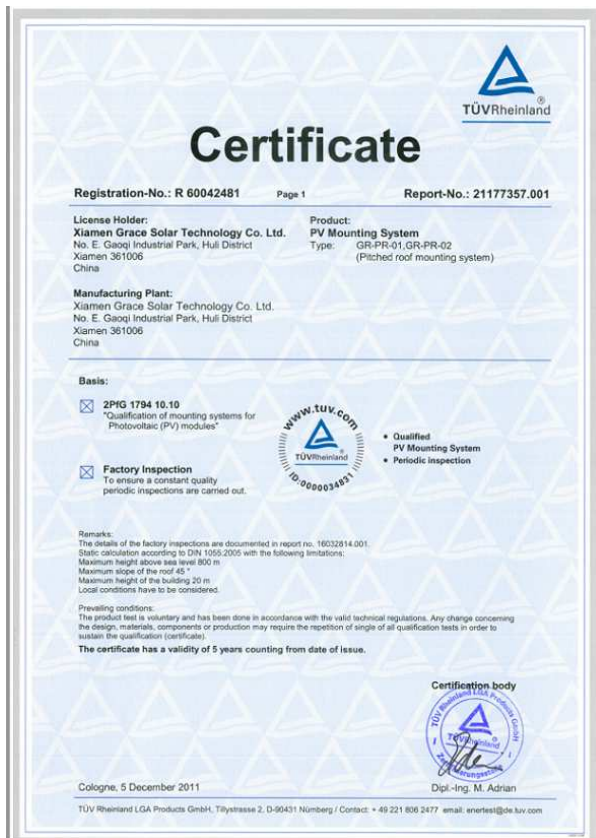 TÜVRheinland®
Certificate
Registration-No.: R 60042481 Page 1 Report-No.: 21177357.001
License Holder:
Xiamen Grace Solar Technology Co. Ltd.
No. E. Gaoqi Industrial Park, Huli District
Xiamen 361006
China
Product:
PV Mounting System
Type: GR-PR-01,GR-PR-02
(Pitched roof mounting system)
Manufacturing Plant:
Xiamen Grace Solar Technology Co. Ltd.
No. E. Gaoqi Industrial Park, Huli District
Xiamen 361006
China
Basis:
2PfG 1794 10.10
"Qualification of mounting systems for
Photovoltaic (PV) modules"
Factory Inspection
To ensure a constant quality
periodic inspections are carried out.
www.tuv.com
TÜVRheinland
ID:0000034831
• Qualified
PV Mounting System
• Periodic inspection
Remarks:
The details of the factory inspections are documented in report no. 16032814.001.
Static calculation according to DIN 1055:2005 with the following limitations:
Maximum height above sea level 800 m
Maximum slope of the roof 45 °
Maximum height of the building 20 m
Local conditions have to be considered.
Prevailing conditions:
The product test is voluntary and has been done in accordance with the valid technical regulations. Any change concerning
the design, materials, components or production may require the repetition of single of all qualification tests in order to
sustain the qualification (certificate).
The certificate has a validity of 5 years counting from date of issue.
Certification body
TÜV Rheinland LGA Products GmbH
TÜVRheinland
Zertifizierungsstelle
Cologne, 5 December 2011
Dipl.-Ing. M. Adrian
TÜV Rheinland LGA Products GmbH, Tillystrasse 2, D-90431 Nürnberg / Contact: + 49 221 806 2477 email: enertest@de.tuv.com